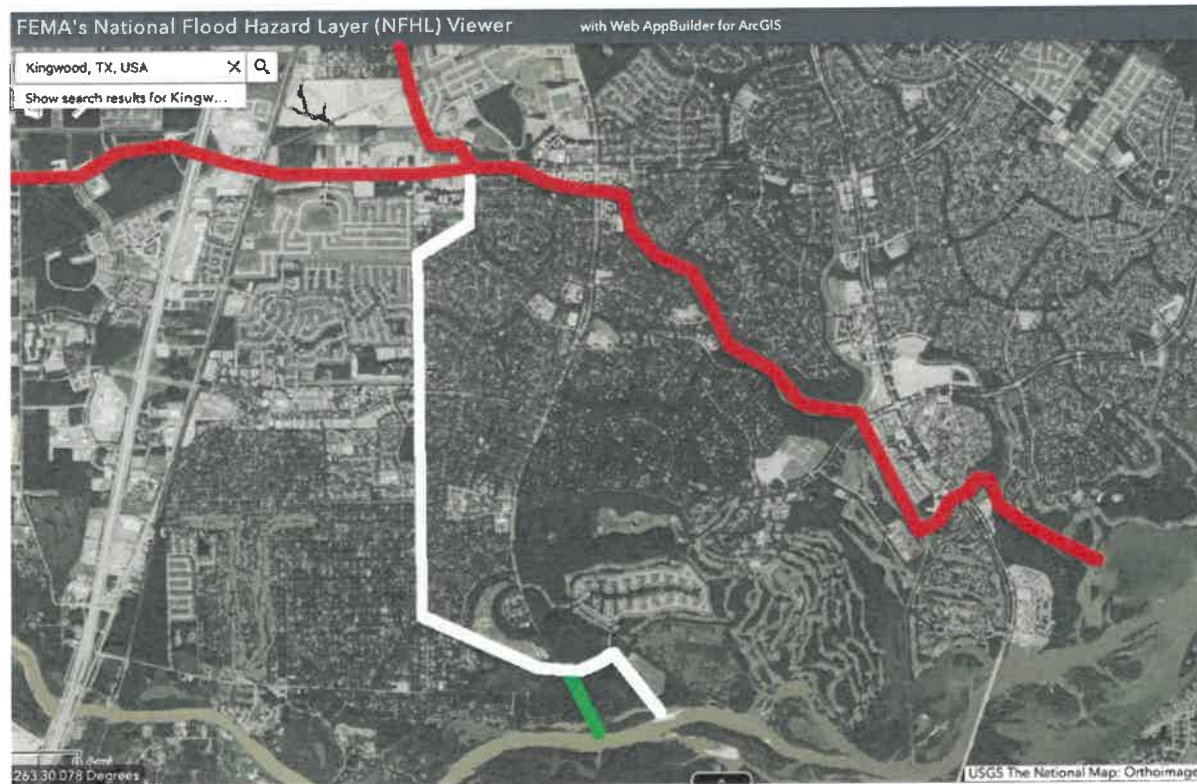 FEMA's National Flood Hazard Layer (NFHL) Viewer
with Web AppBuilder for ArcGIS
Kingwood, TX, USA
Show search results for Kingw...
263 30.078 Degrees
USGS The National Map: Orthoimage